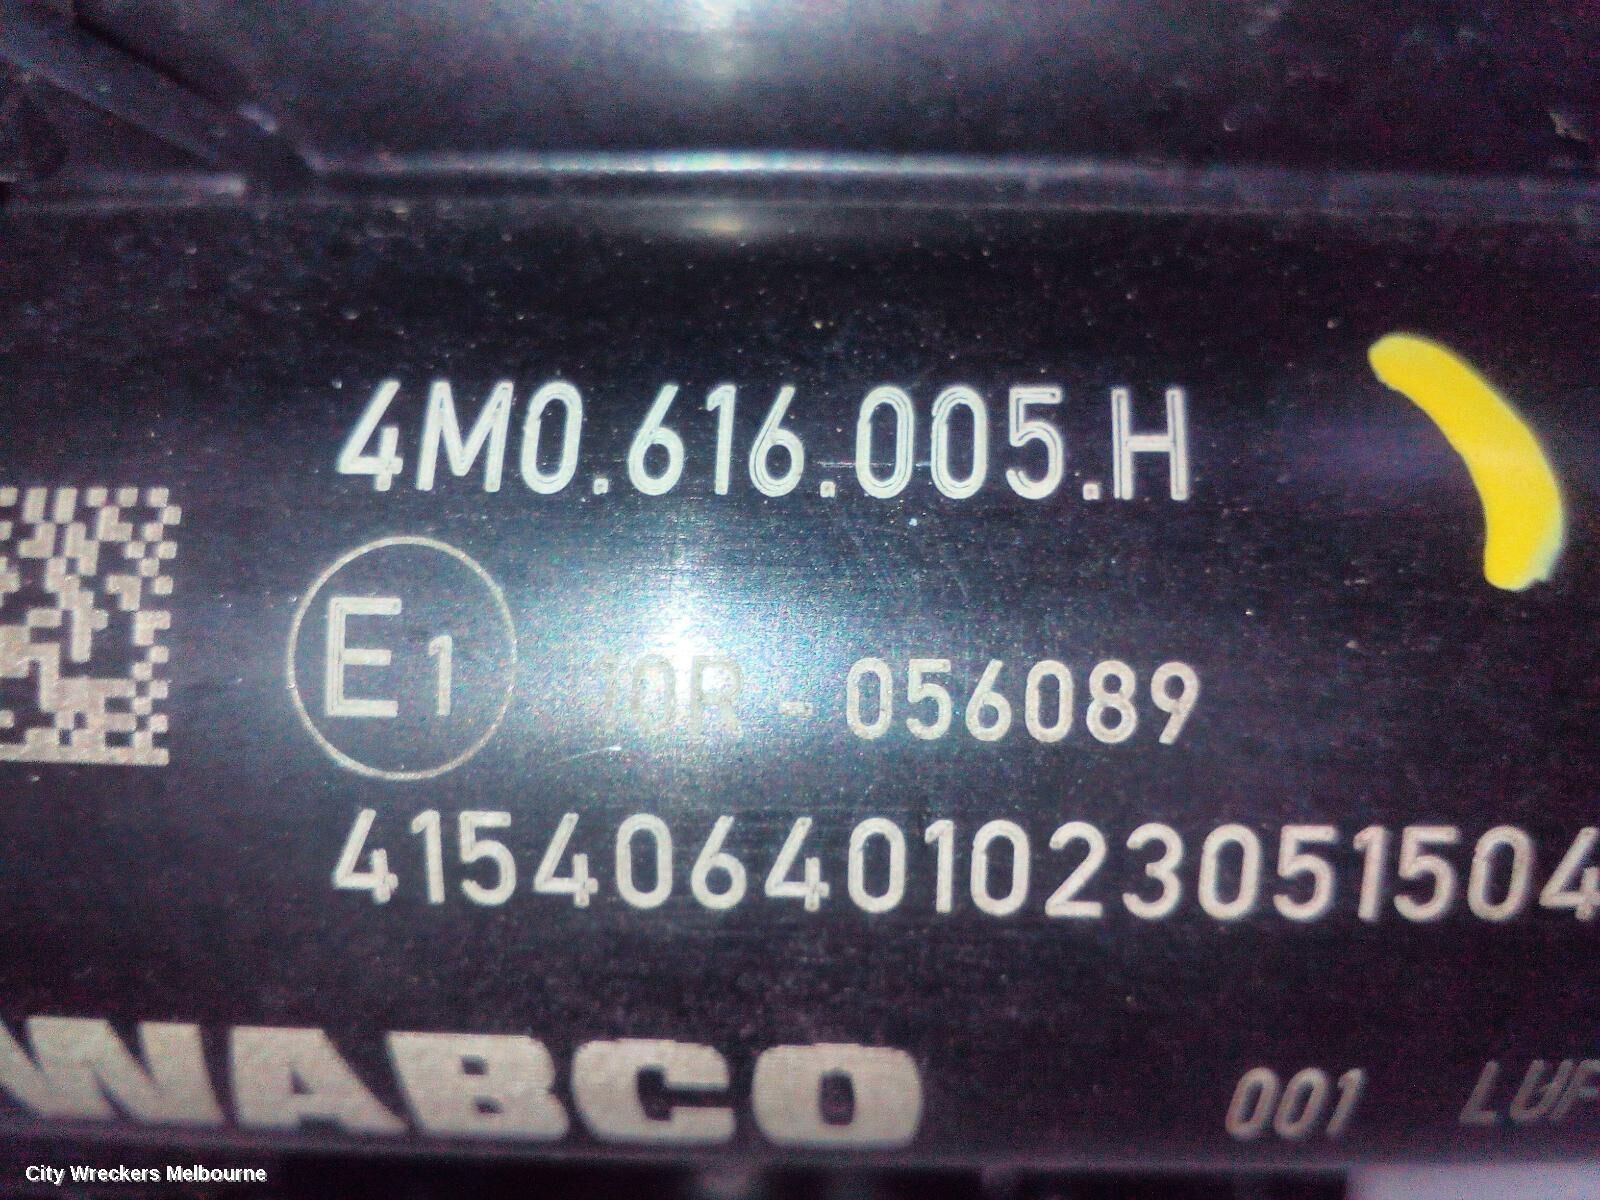 4M0.616.005.H
E1 10R - 056089
415406401023051504
WABCO
001
City Wreckers Melbourne